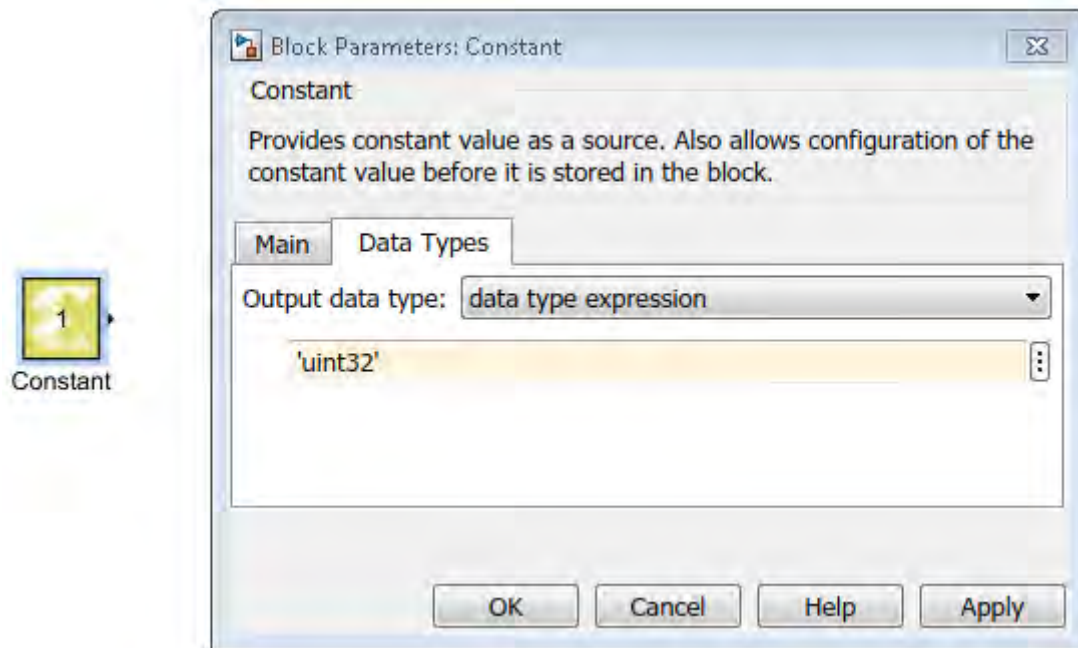 Block Parameters: Constant
Constant
Provides constant value as a source. Also allows configuration of the
constant value before it is stored in the block.
Main
Data Types
Output data type:
data type expression
'uint32'
1
Constant
OK
Cancel
Help
Apply